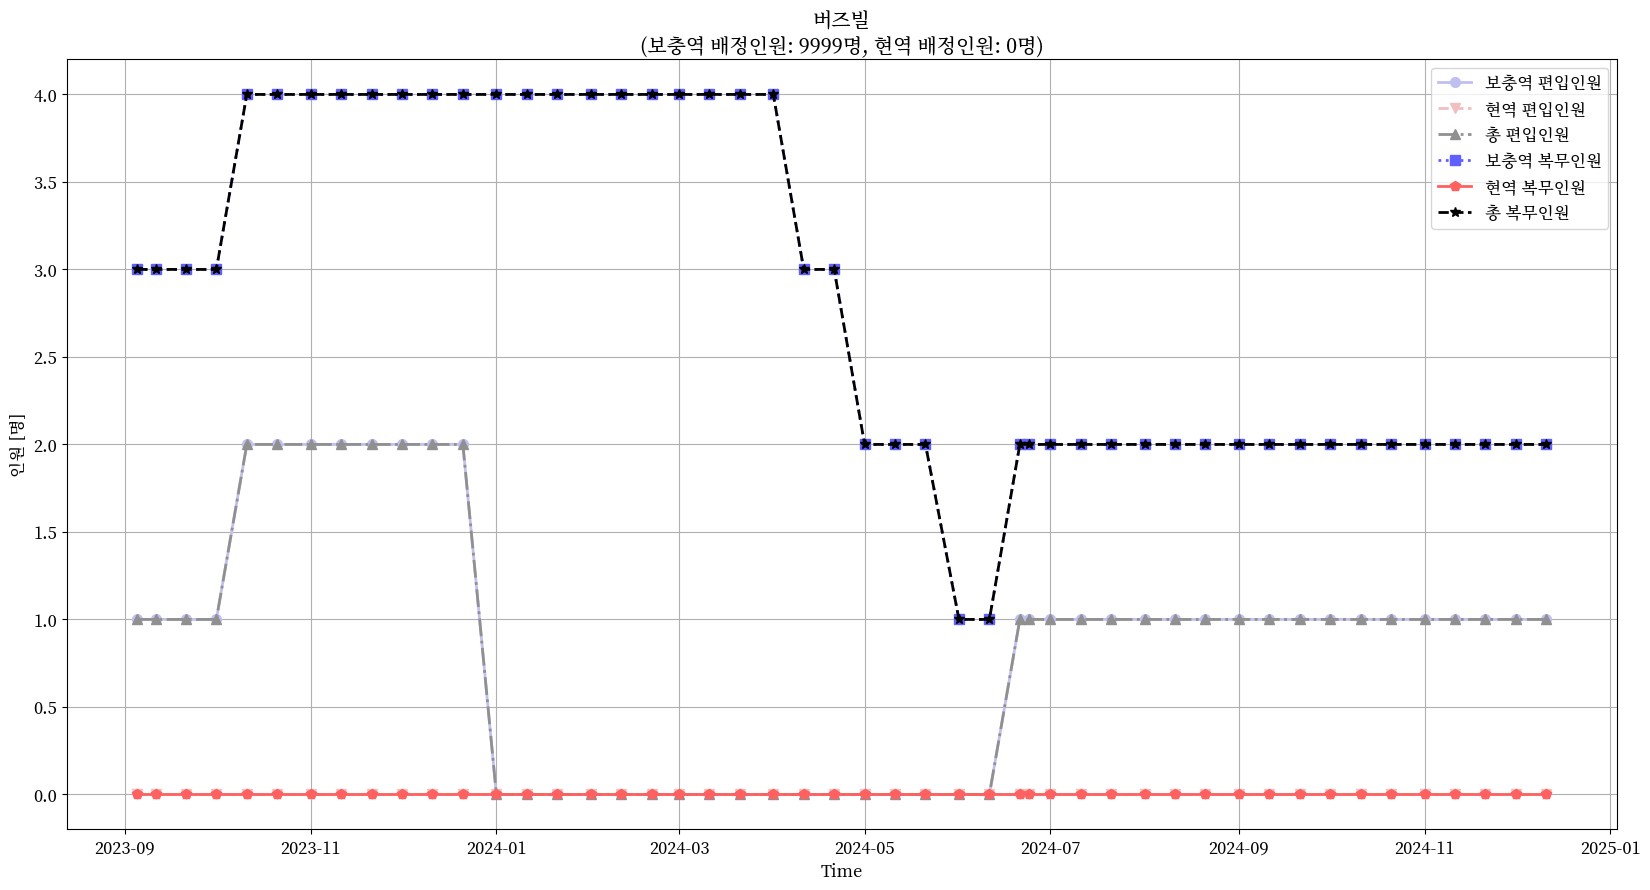 버즈빌
(보충역 배정인원: 9999명, 현역 배정인원: 0명)
보충역 편입인원
현역 편입인원
총 편입인원
보충역 복무인원
현역 복무인원
총 복무인원
인원 [명]
4.0
3.5
3.0
2.5
2.0
1.5
1.0
0.5
0.0
2023-09
2023-11
2024-01
2024-03
2024-05
2024-07
2024-09
2024-11
2025-01
Time